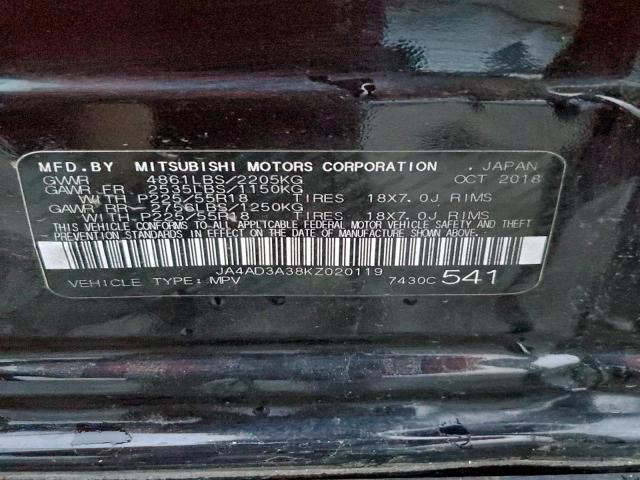 MFD. BY MITSUBISHI MOTORS CORPORATION , JAPAN
GVWR 4861LBS/2205KG OCT 2018
GAWR FR 2535LBS/1150KG
WITH P225/55R18 TIRES 18X7.0J RIMS
GAWR RR 2756LBS/1250KG
WITH P225/55R18 TIRES 18X7.0J RIMS
THIS VEHICLE CONFORMS TO ALL APPLICABLE FEDERAL MOTOR VEHICLE SAFETY AND THEFT
PREVENTION STANDARDS IN EFFECT ON THE DATE OF MANUFACTURE SHOWN ABOVE.
JA4AD3A38KZ020119
VEHICLE TYPE: MPV 7430C 541